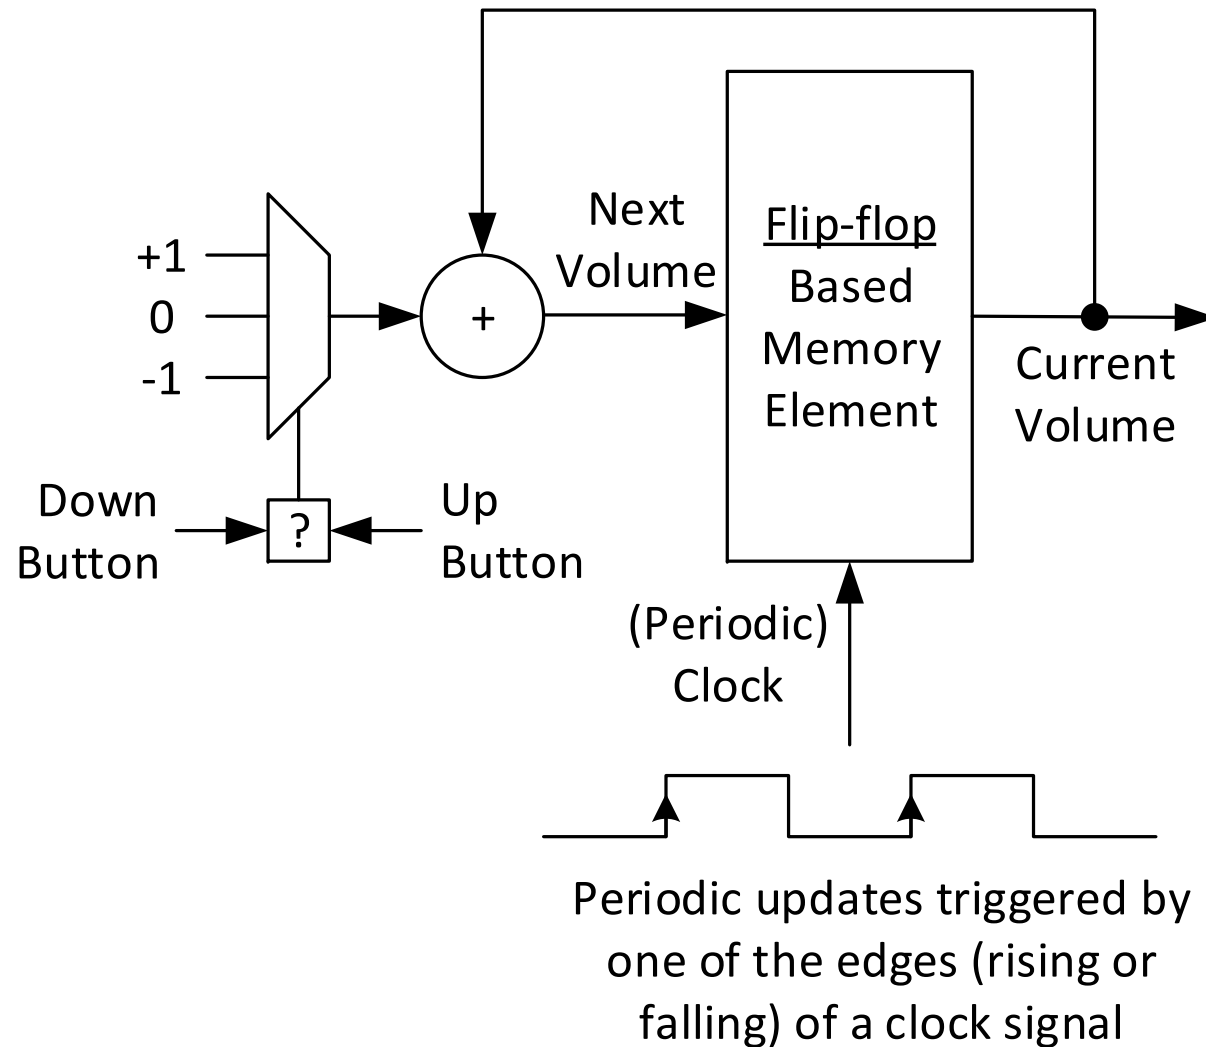 Next
Volume
Flip-flop
Based
Memory
Element
+1
0
-1
+
Current
Volume
Down
Button
?
Up
Button
(Periodic)
Clock
Periodic updates triggered by
one of the edges (rising or
falling) of a clock signal